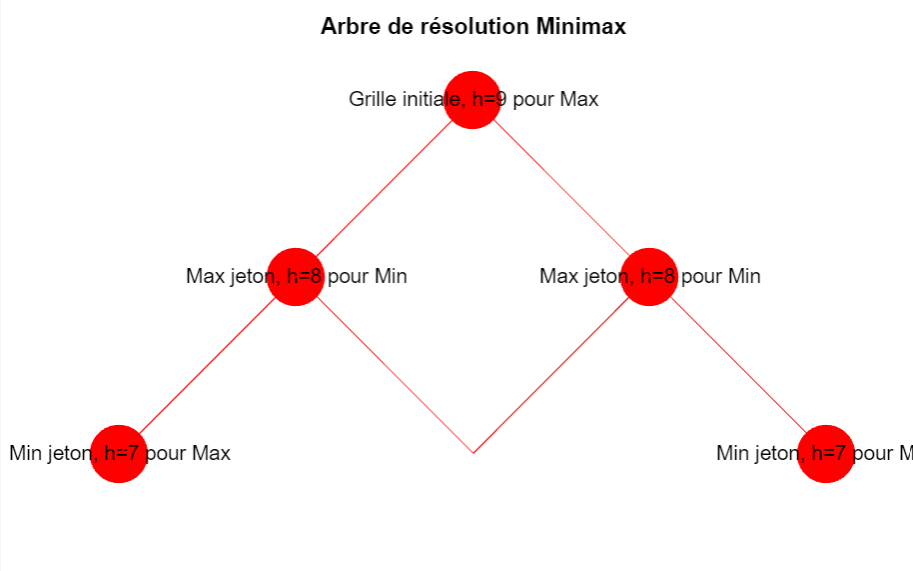 Arbre de résolution Minimax
Grille initiale, h=9 pour Max
Max jeton, h=8 pour Min
Max jeton, h=8 pour Min
Min jeton, h=7 pour Max
Min jeton, h=7 pour M